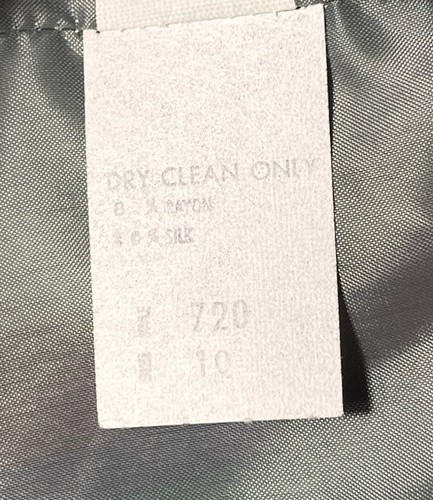 DRY CLEAN ONLY
% RAYON
% SILK
720
10